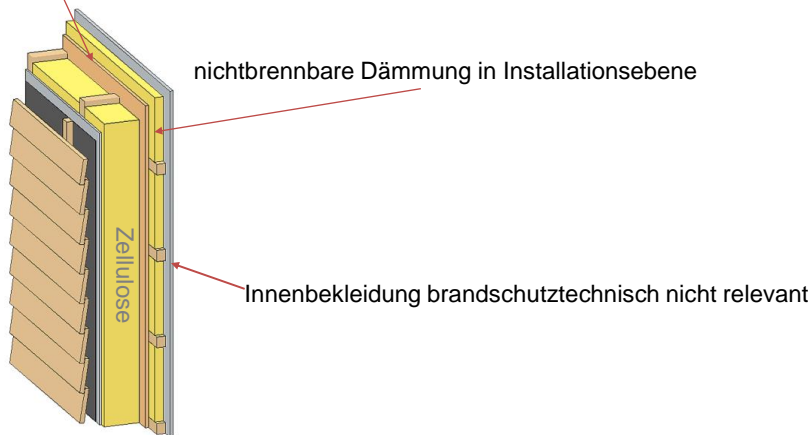 nichtbrennbare Dämmung in Installationsebene
Zellulose
Innenbekleidung brandschutztechnisch nicht relevant